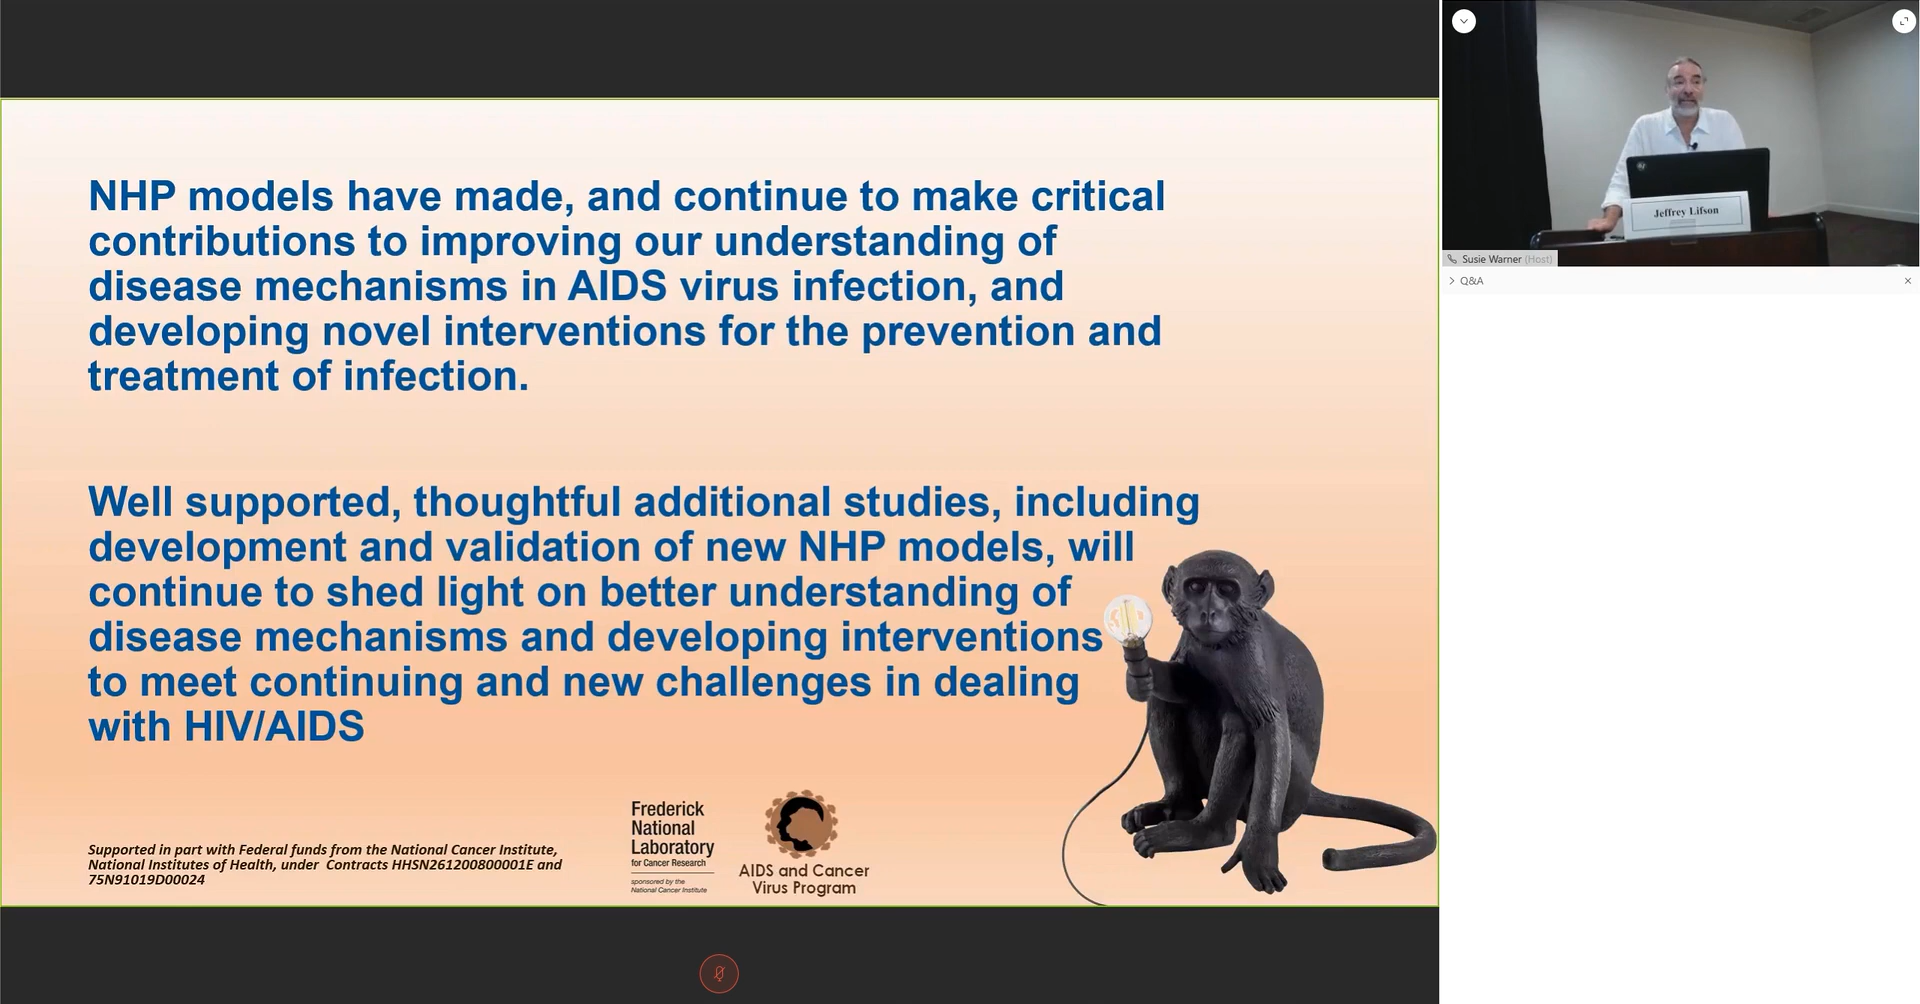 NHP models have made, and continue to make critical
contributions to improving our understanding of
disease mechanisms in AIDS virus infection, and
developing novel interventions for the prevention and
treatment of infection.
Well supported, thoughtful additional studies, including
development and validation of new NHP models, will
continue to shed light on better understanding of
disease mechanisms and developing interventions
to meet continuing and new challenges in dealing
with HIV/AIDS
Supported in part with Federal funds from the National Cancer Institute,
National Institutes of Health, under  Contracts HHSN261200800001E and
75N91019D00024
Frederick
National
Laboratory
for Cancer Research
sponsored by the
National Cancer Institute
AIDS and Cancer
Virus Program
Jeffrey Lifson
Susie Warner (Host)
Q&A